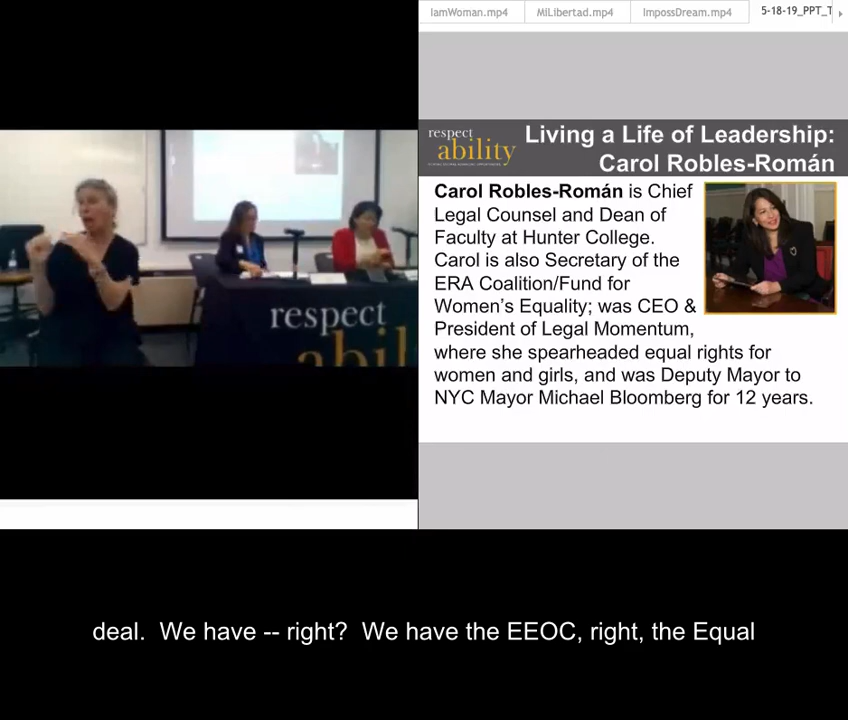 IamWoman.mp4
MiLibertad.mp4
ImpossDream.mp4
5-18-19_PPT_T
respect
ability
Living a Life of Leadership:
Carol Robles-Román
Carol Robles-Román is Chief
Legal Counsel and Dean of
Faculty at Hunter College.
Carol is also Secretary of the
ERA Coalition/Fund for
Women's Equality; was CEO &
President of Legal Momentum,
where she spearheaded equal rights for
women and girls, and was Deputy Mayor to
NYC Mayor Michael Bloomberg for 12 years.
respect
abil
deal. We have -- right? We have the EEOC, right, the Equal